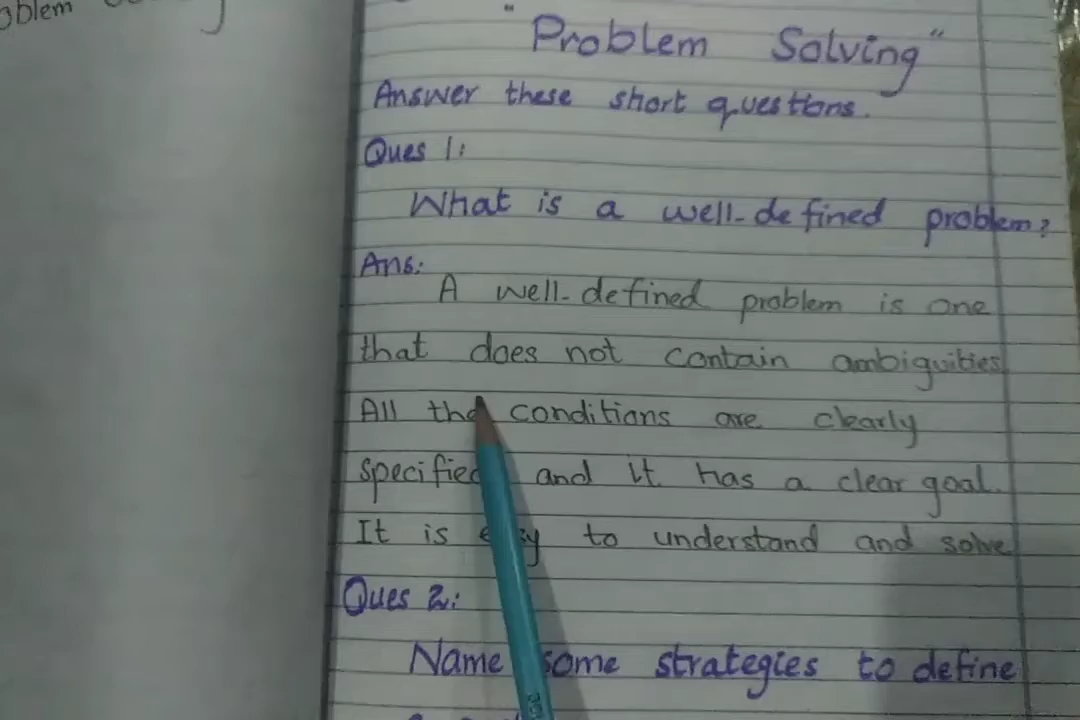 oblem
"Problem Solving"
Answer these short questions.
Ques 1:
What is a well-defined problem?
Ans:
A well-defined problem is one
that does not contain ambiguities
All the conditions are clearly
specified and it has a clear goal.
It is easy to understand and solve
Ques 2:
Name some strategies to define